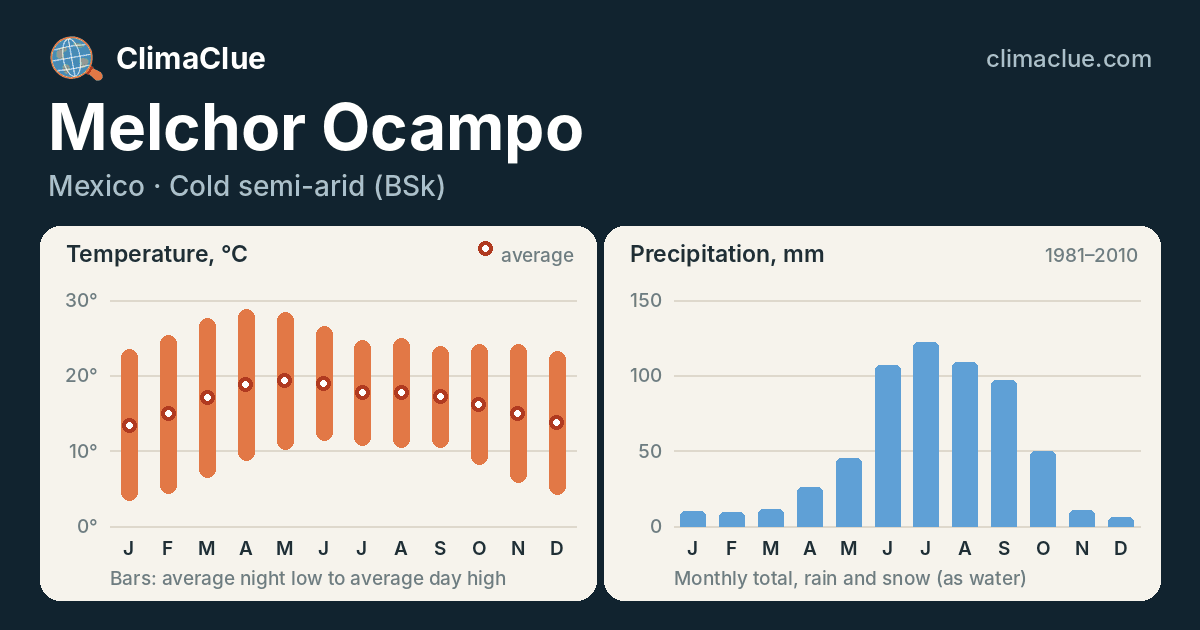 ClimaClue
climaclue.com
Melchor Ocampo
Mexico · Cold semi-arid (BSk)
Temperature, °C
average
30°
20°
10°
0°
J F M A M J J A S O N D
Bars: average night low to average day high
Precipitation, mm
1981–2010
150
100
50
0
J F M A M J J A S O N D
Monthly total, rain and snow (as water)